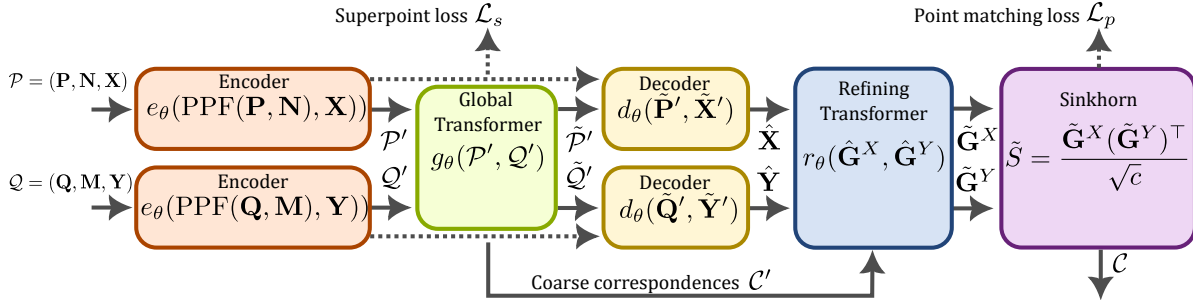 Superpoint loss ℒ_s
Point matching loss ℒ_p
𝒫 = (𝐏, 𝐍, 𝐗)
Encoder
e_θ(PPF(𝐏, 𝐍), 𝐗))
𝒫′
Global
Transformer
g_θ(𝒫′, 𝒬′)
𝒫̃′
Decoder
d_θ(𝐏̃′, 𝐗̃′)
𝐗̂
Refining
Transformer
r_θ(𝐆̂^X, 𝐆̂^Y)
𝐆̃^X
Sinkhorn
S̃ = 𝐆̃^X(𝐆̃^Y)^⊤ / √c
𝒬 = (𝐐, 𝐌, 𝐘)
Encoder
e_θ(PPF(𝐐, 𝐌), 𝐘))
𝒬′
𝒬̃′
Decoder
d_θ(𝐐̃′, 𝐘̃′)
𝐘̂
𝐆̃^Y
Coarse correspondences 𝒞′
𝒞